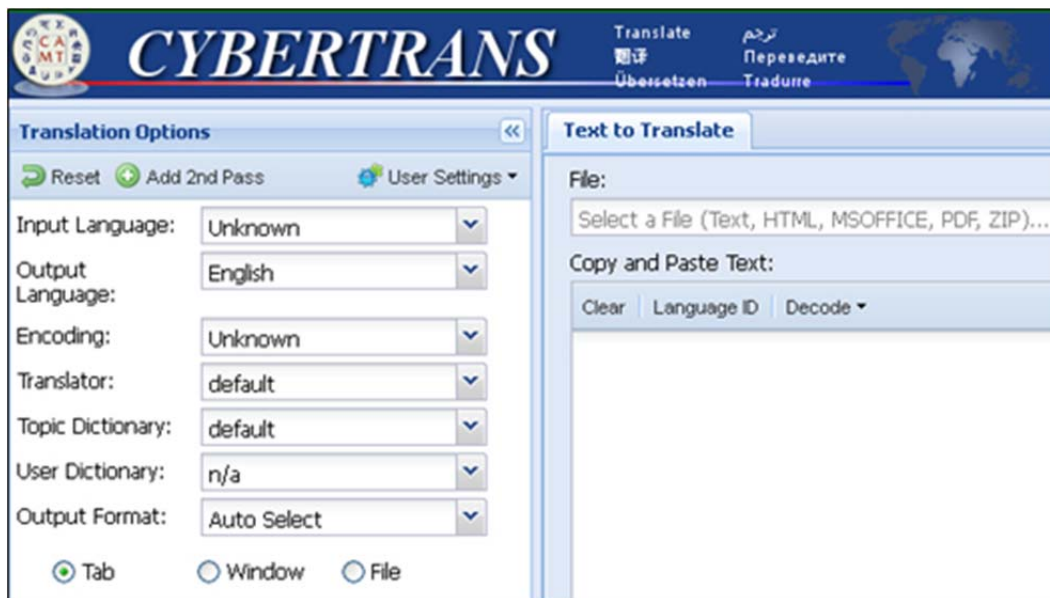 CA
MT
CYBERTRANS
Translate ترجم
翻译 Переведите
Übersetzen Tradurre
Translation Options
Reset Add 2nd Pass User Settings
Input Language: Unknown
Output Language: English
Encoding: Unknown
Translator: default
Topic Dictionary: default
User Dictionary: n/a
Output Format: Auto Select
Tab Window File
Text to Translate
File:
Select a File (Text, HTML, MSOFFICE, PDF, ZIP)...
Copy and Paste Text:
Clear Language ID Decode